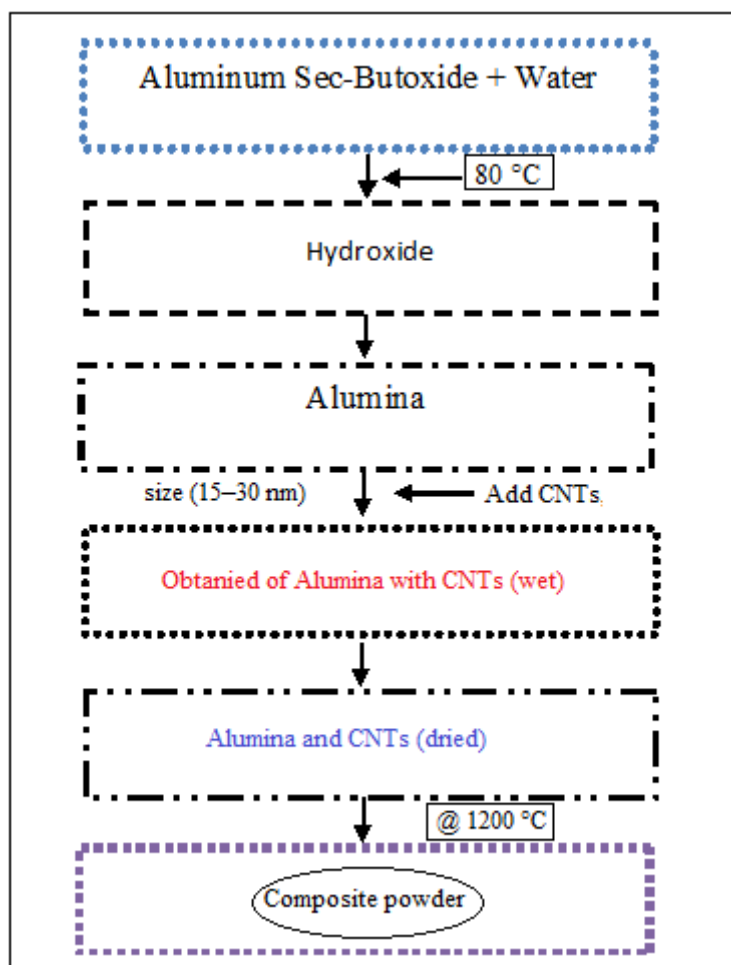 Aluminum Sec-Butoxide + Water
80 °C
Hydroxide
Alumina
size (15–30 nm)
Add CNTs
Obtanied of Alumina with CNTs (wet)
Alumina and CNTs (dried)
@ 1200 °C
Composite powder